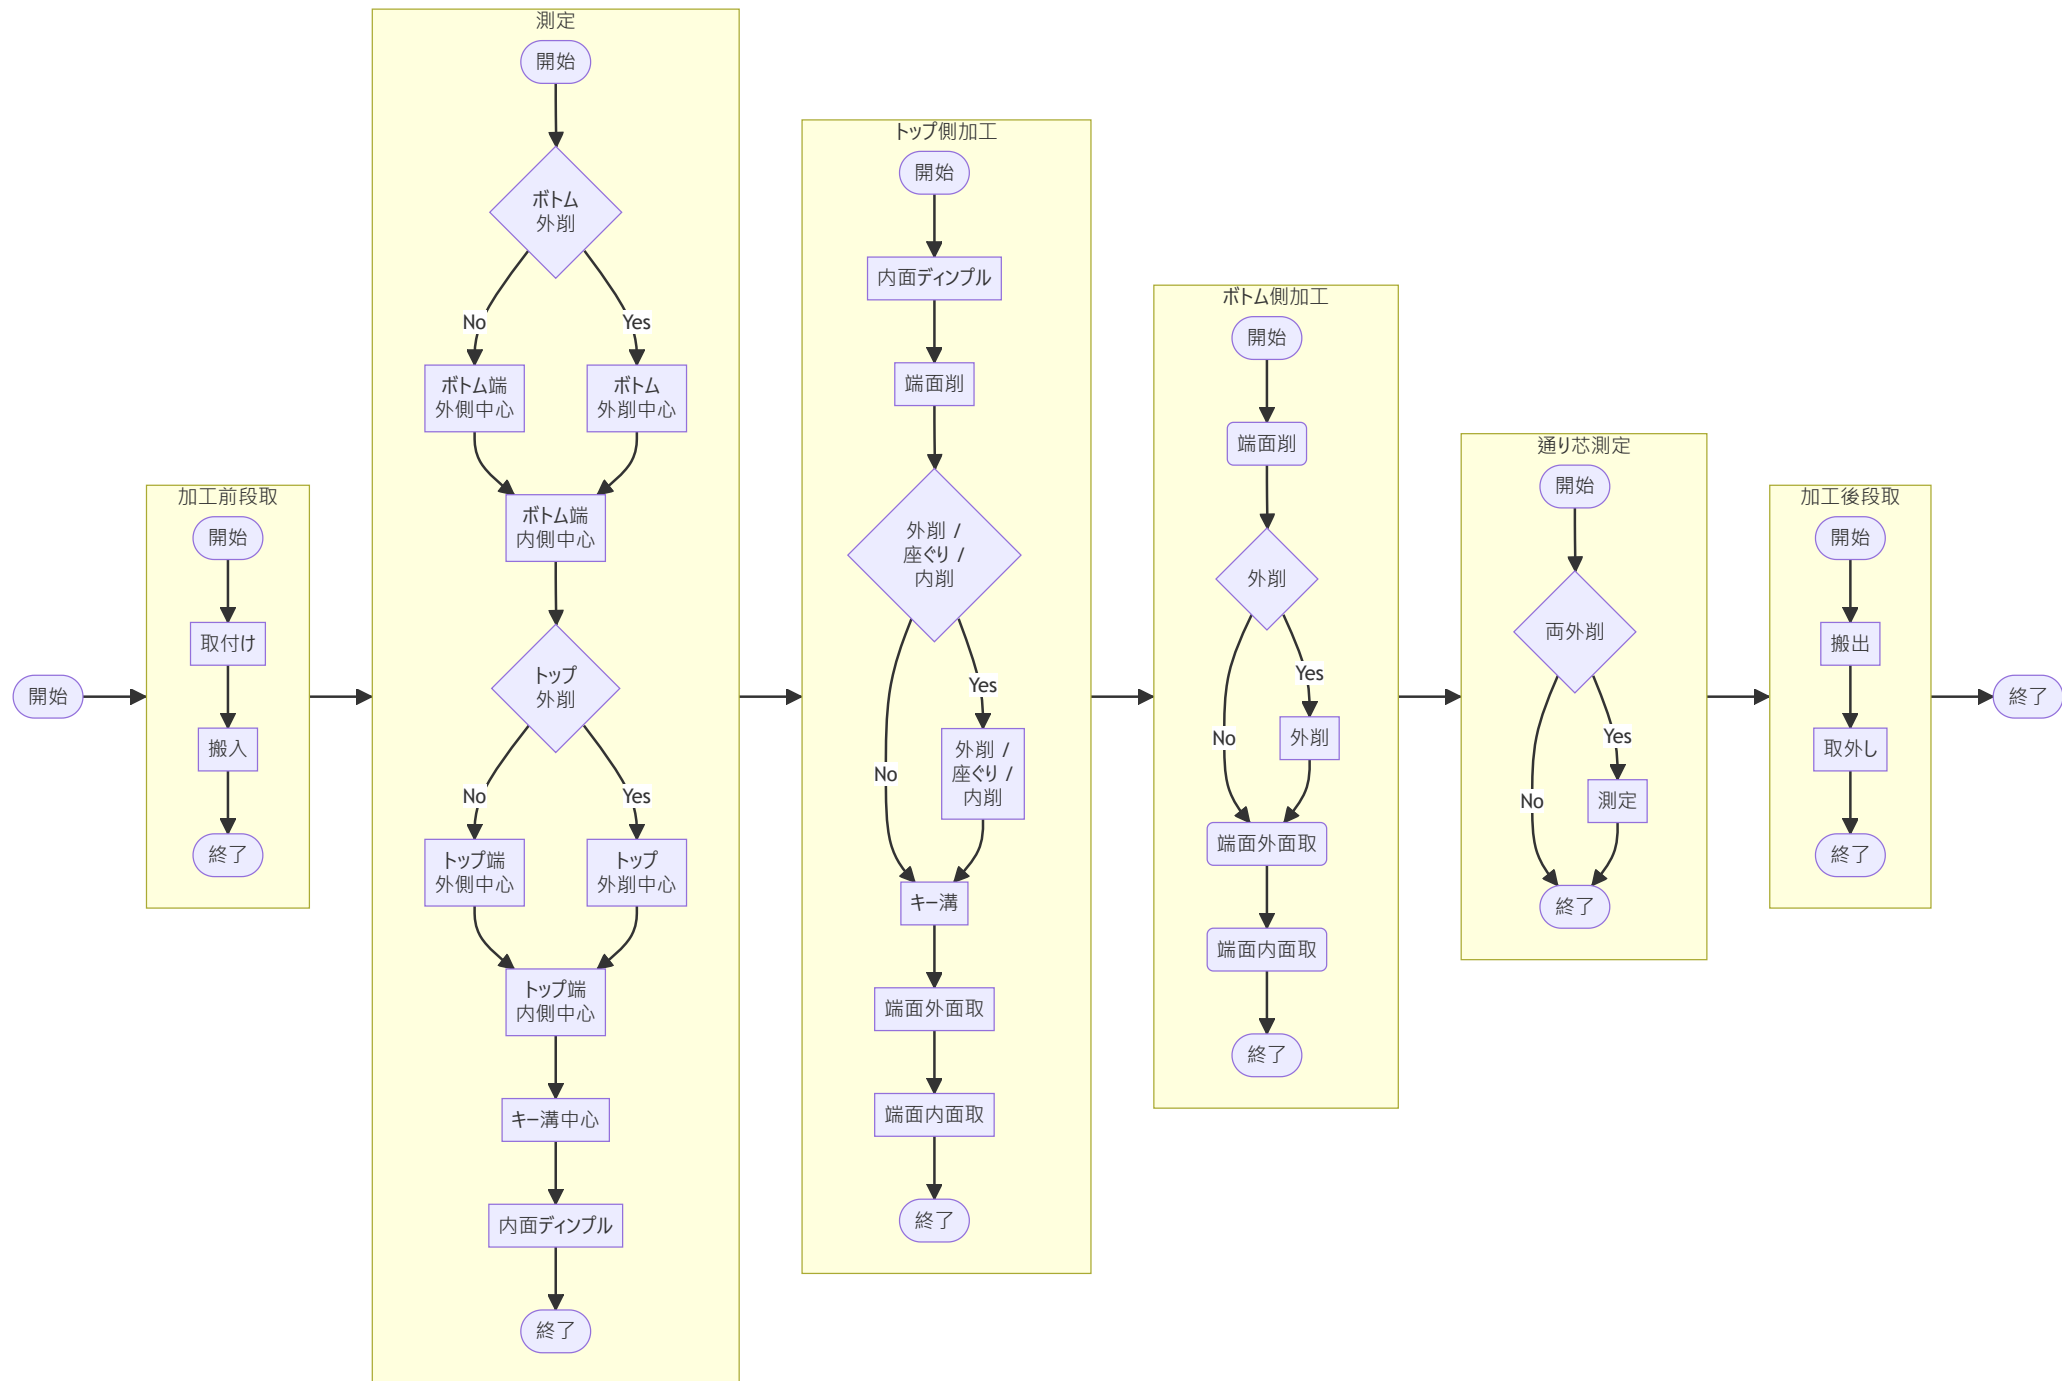 開始
加工前段取
開始
取付け
搬入
終了
測定
開始
ボトム
外削
No
Yes
ボトム端
外側中心
ボトム
外削中心
ボトム端
内側中心
トップ
外削
No
Yes
トップ端
外側中心
トップ
外削中心
トップ端
内側中心
キー溝中心
内面ディンプル
終了
トップ側加工
開始
内面ディンプル
端面削
外削 /
座ぐり /
内削
Yes
No
外削 /
座ぐり /
内削
キー溝
端面外面取
端面内面取
終了
ボトム側加工
開始
端面削
外削
Yes
No
外削
端面外面取
端面内面取
終了
通り芯測定
開始
両外削
Yes
No
測定
終了
加工後段取
開始
搬出
取外し
終了
終了